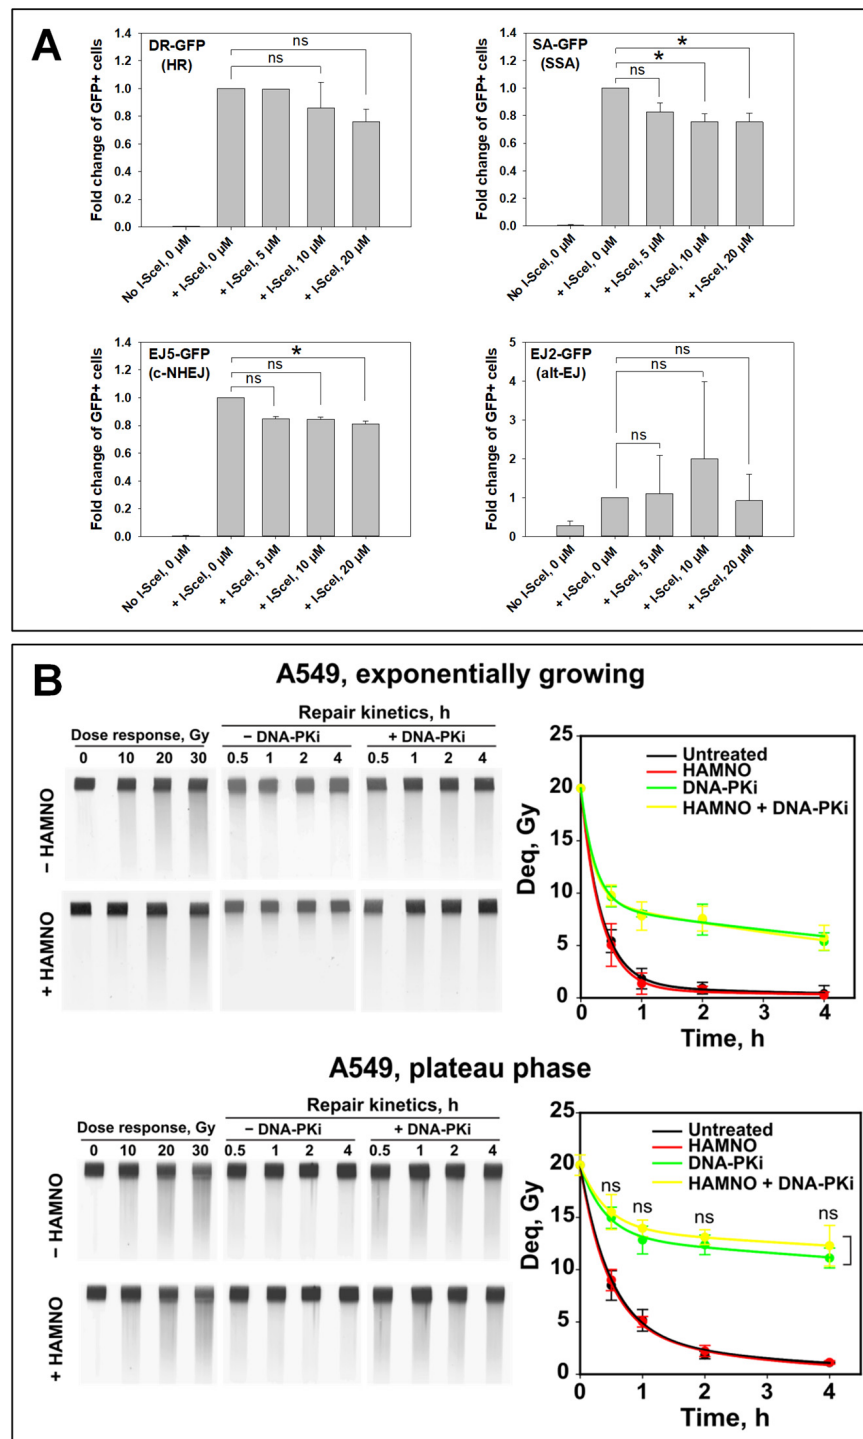 A
DR-GFP
(HR)
Fold change of GFP+ cells
1.4
1.2
1.0
0.8
0.6
0.4
0.2
0.0
ns
ns
No I-SceI, 0 µM
+ I-SceI, 0 µM
+ I-SceI, 5 µM
+ I-SceI, 10 µM
+ I-SceI, 20 µM
SA-GFP
(SSA)
Fold change of GFP+ cells
1.4
1.2
1.0
0.8
0.6
0.4
0.2
0.0
*
*
ns
No I-SceI, 0 µM
+ I-SceI, 0 µM
+ I-SceI, 5 µM
+ I-SceI, 10 µM
+ I-SceI, 20 µM
EJ5-GFP
(c-NHEJ)
Fold change of GFP+ cells
1.4
1.2
1.0
0.8
0.6
0.4
0.2
0.0
*
ns
ns
No I-SceI, 0 µM
+ I-SceI, 0 µM
+ I-SceI, 5 µM
+ I-SceI, 10 µM
+ I-SceI, 20 µM
EJ2-GFP
(alt-EJ)
Fold change of GFP+ cells
5
4
3
2
1
0
ns
ns
ns
No I-SceI, 0 µM
+ I-SceI, 0 µM
+ I-SceI, 5 µM
+ I-SceI, 10 µM
+ I-SceI, 20 µM
B
A549, exponentially growing
Repair kinetics, h
Dose response, Gy
– DNA-PKi
+ DNA-PKi
0 10 20 30 0.5 1 2 4 0.5 1 2 4
– HAMNO
+ HAMNO
Deq, Gy
25
20
15
10
5
0
Untreated
HAMNO
DNA-PKi
HAMNO + DNA-PKi
0 1 2 3 4
Time, h
A549, plateau phase
Repair kinetics, h
Dose response, Gy
– DNA-PKi
+ DNA-PKi
0 10 20 30 0.5 1 2 4 0.5 1 2 4
– HAMNO
+ HAMNO
Deq, Gy
25
20
15
10
5
0
Untreated
HAMNO
DNA-PKi
HAMNO + DNA-PKi
ns ns ns ns
0 1 2 3 4
Time, h